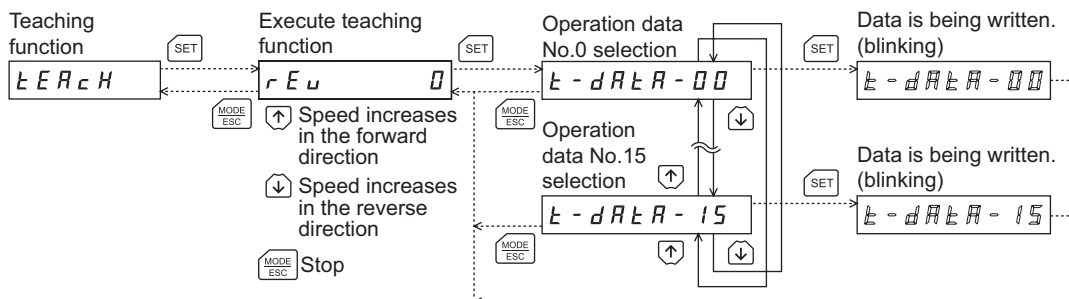 Teaching
function
SET
tEAcH
MODE
ESC
Execute teaching
function
SET
rEv 0
↑ Speed increases
in the forward
direction
↓ Speed increases
in the reverse
direction
MODE
ESC Stop
Operation data
No.0 selection
t-dAtA-00
MODE
ESC
↓
Operation
data No.15
selection
↑
t-dAtA-15
MODE
ESC
↑
↓
SET
Data is being written.
(blinking)
t-dAtA-00
SET
Data is being written.
(blinking)
t-dAtA-15